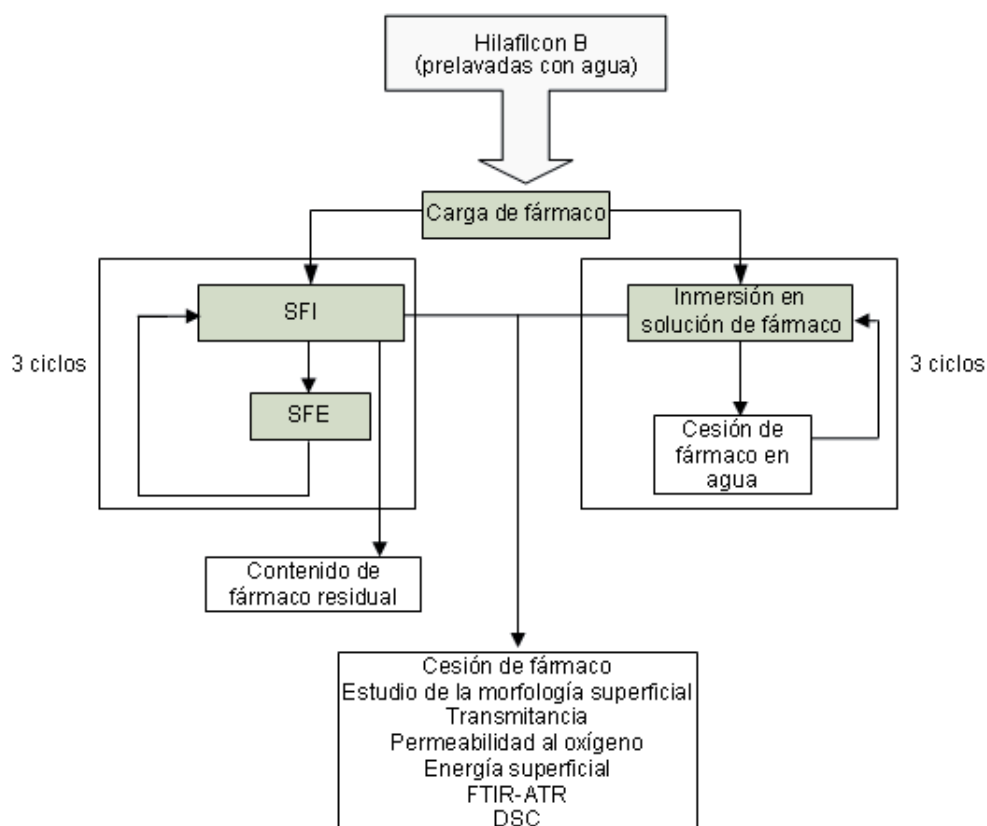 Hilafilcon B
(prelavadas con agua)
Carga de fármaco
SFI
Inmersión en
solución de fármaco
3 ciclos
3 ciclos
SFE
Cesión de
fármaco en
agua
Contenido de
fármaco residual
Cesión de fármaco
Estudio de la morfología superficial
Transmitancia
Permeabilidad al oxígeno
Energía superficial
FTIR-ATR
DSC